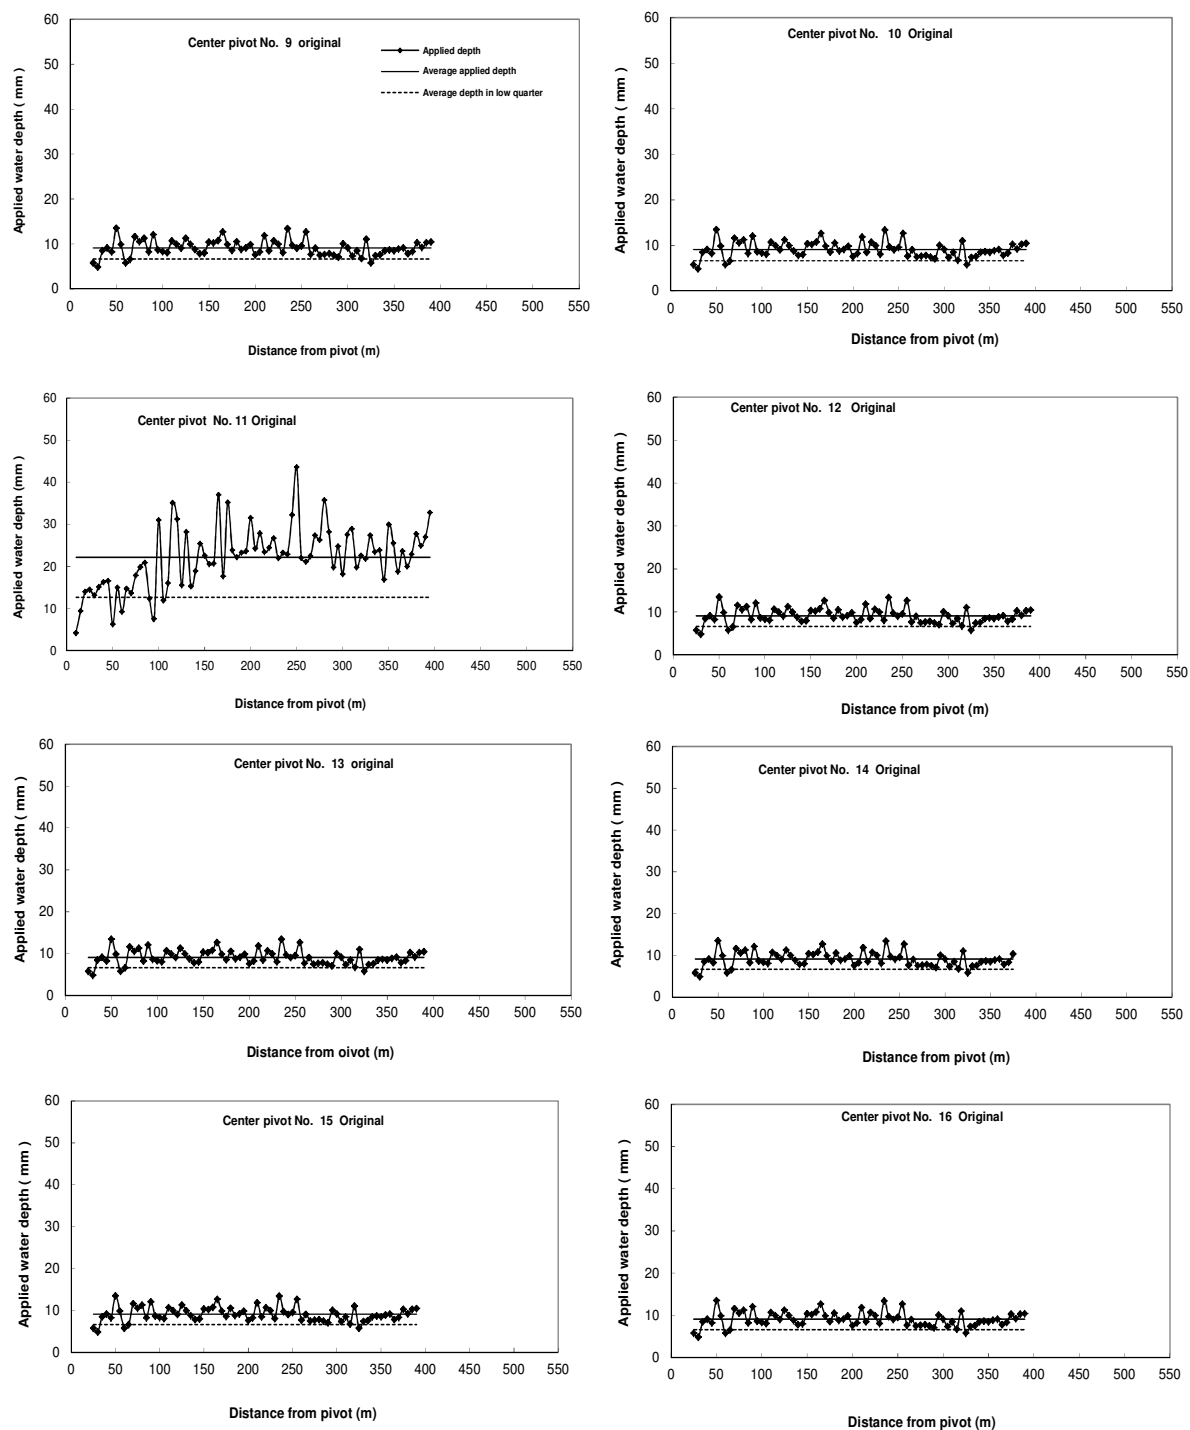 Center pivot No. 9 original
Applied depth
Average applied depth
Average depth in low quarter
Applied water depth ( mm )
60
50
40
30
20
10
0
0 50 100 150 200 250 300 350 400 450 500 550
Distance from pivot (m)
Center pivot No. 10 Original
Applied water depth ( mm )
60
50
40
30
20
10
0
0 50 100 150 200 250 300 350 400 450 500 550
Distance from pivot (m)
Center pivot No. 11 Original
Applied water depth (mm )
60
50
40
30
20
10
0
0 50 100 150 200 250 300 350 400 450 500 550
Distance from pivot (m)
Center pivot No. 12 Original
Applied water depth (mm )
60
50
40
30
20
10
0
0 50 100 150 200 250 300 350 400 450 500 550
Distance from pivot (m)
Center pivot No. 13 original
Applied water depth ( mm )
60
50
40
30
20
10
0
0 50 100 150 200 250 300 350 400 450 500 550
Distance from oivot (m)
Center pivot No. 14 Original
Applied water depth ( mm )
60
50
40
30
20
10
0
0 50 100 150 200 250 300 350 400 450 500 550
Distance from pivot (m)
Center pivot No. 15 Original
Applied water depth ( mm )
60
50
40
30
20
10
0
0 50 100 150 200 250 300 350 400 450 500 550
Distance from pivot (m)
Center pivot No. 16 Original
Applied water depth ( mm )
60
50
40
30
20
10
0
0 50 100 150 200 250 300 350 400 450 500 550
Distance from pivot (m)